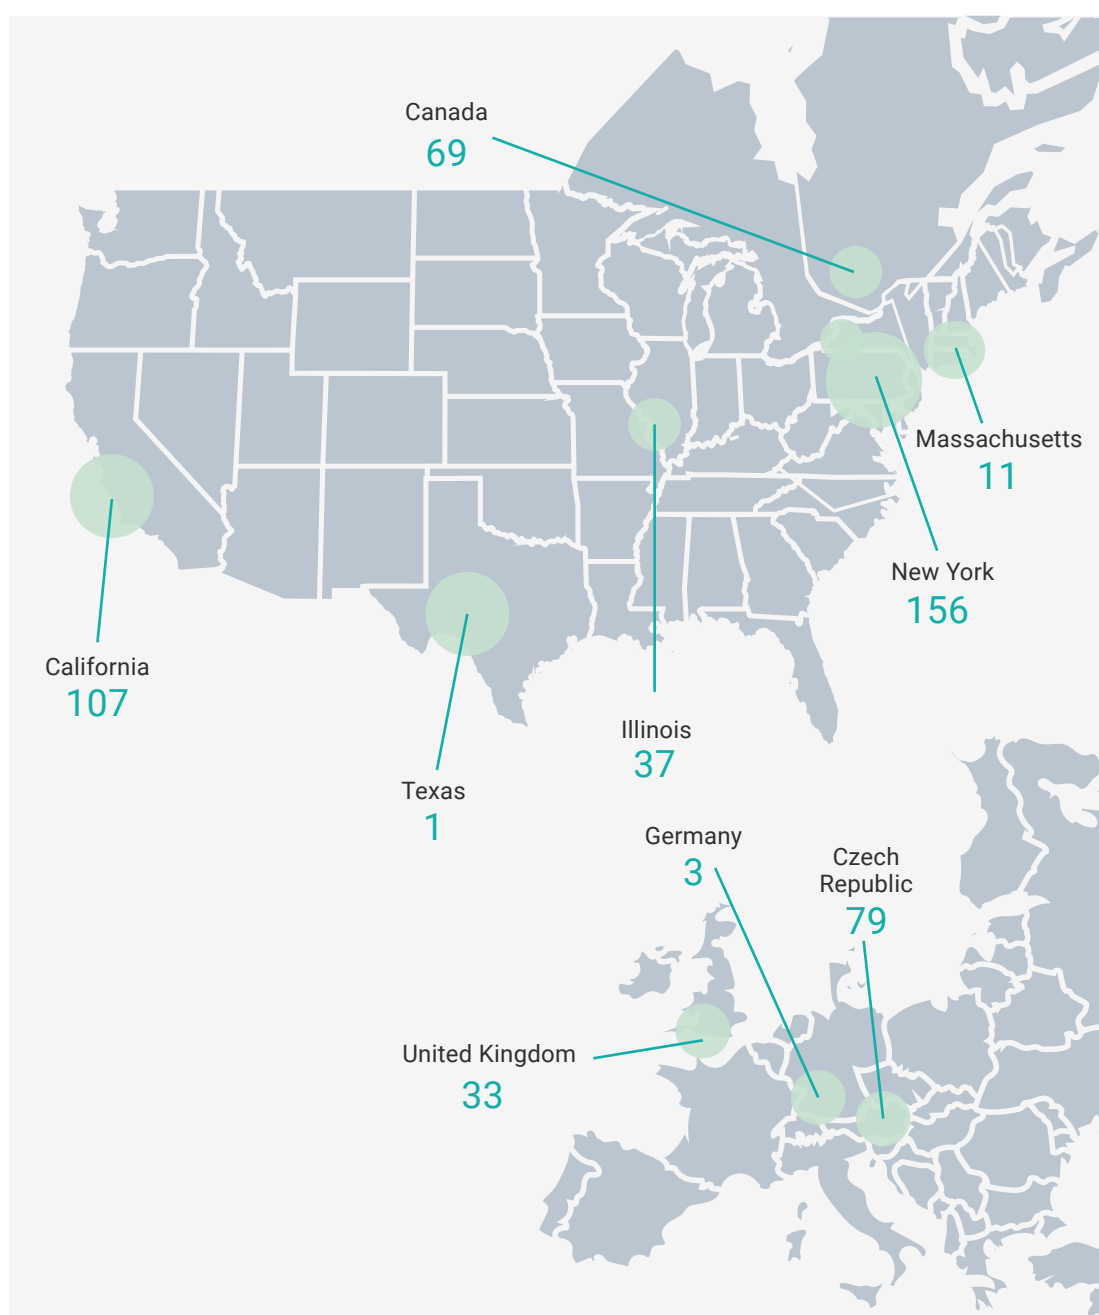 Canada
69
Massachusetts
11
New York
156
California
107
Illinois
37
Texas
1
Germany
3
Czech
Republic
79
United Kingdom
33